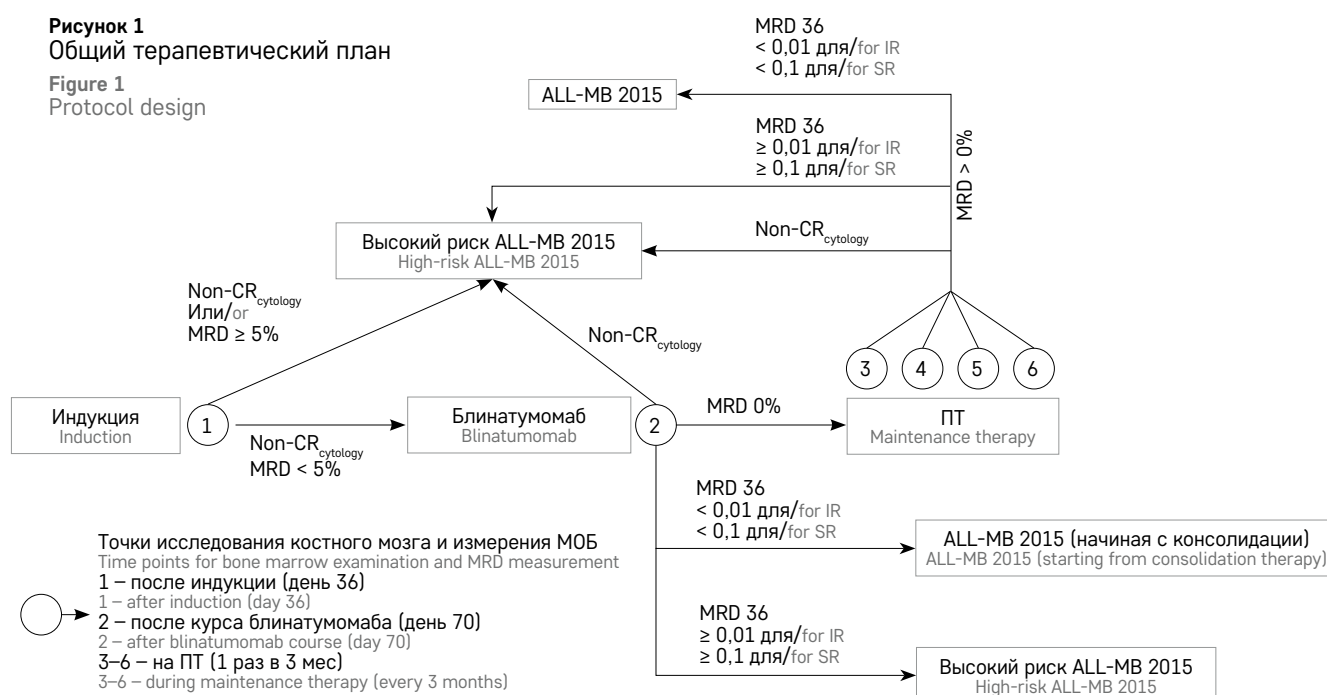 Рисунок 1
Общий терапевтический план
Figure 1
Protocol design
MRD 36
< 0,01 для/for IR
< 0,1 для/for SR
ALL-MB 2015
MRD 36
≥ 0,01 для/for IR
≥ 0,1 для/for SR
MRD > 0%
Высокий риск ALL-MB 2015
High-risk ALL-MB 2015
Non-CRcytology
Non-CRcytology
Или/or
MRD ≥ 5%
Non-CRcytology
3 4 5 6
Индукция
Induction
1
Non-CRcytology
MRD < 5%
Блинатумомаб
Blinatumomab
2
MRD 0%
ПТ
Maintenance therapy
MRD 36
< 0,01 для/for IR
< 0,1 для/for SR
ALL-MB 2015 (начиная с консолидации)
ALL-MB 2015 (starting from consolidation therapy)
MRD 36
≥ 0,01 для/for IR
≥ 0,1 для/for SR
Высокий риск ALL-MB 2015
High-risk ALL-MB 2015
Точки исследования костного мозга и измерения МОБ
Time points for bone marrow examination and MRD measurement
1 – после индукции (день 36)
1 – after induction (day 36)
2 – после курса блинатумомаба (день 70)
2 – after blinatumomab course (day 70)
3–6 – на ПТ (1 раз в 3 мес)
3–6 – during maintenance therapy (every 3 months)